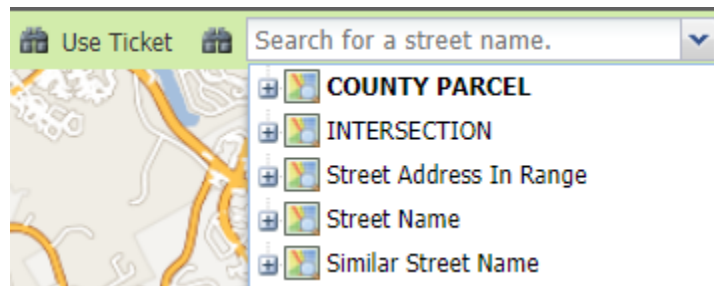 Use Ticket Search for a street name.
COUNTY PARCEL
INTERSECTION
Street Address In Range
Street Name
Similar Street Name